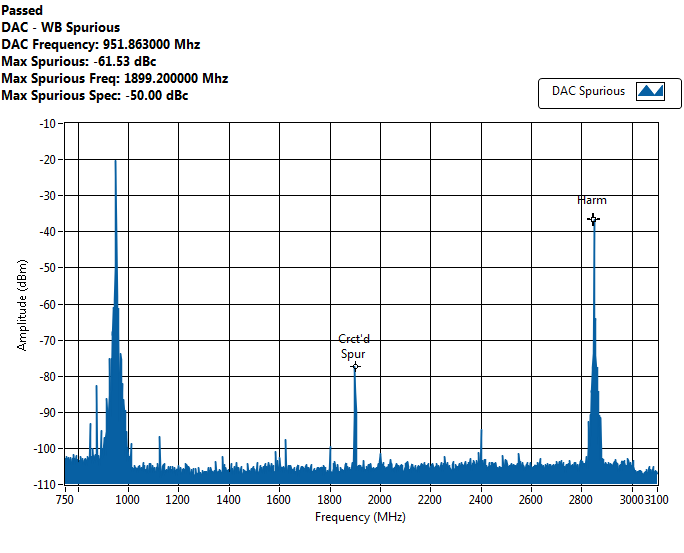 Passed
DAC - WB Spurious
DAC Frequency: 951.863000 Mhz
Max Spurious: -61.53 dBc
Max Spurious Freq: 1899.200000 Mhz
Max Spurious Spec: -50.00 dBc
DAC Spurious
-10
-20
-30
-40
-50
-60
-70
-80
-90
-100
-110
Amplitude (dBm)
Harm
Crct'd
Spur
750 1000 1200 1400 1600 1800 2000 2200 2400 2600 2800 3000 3100
Frequency (MHz)